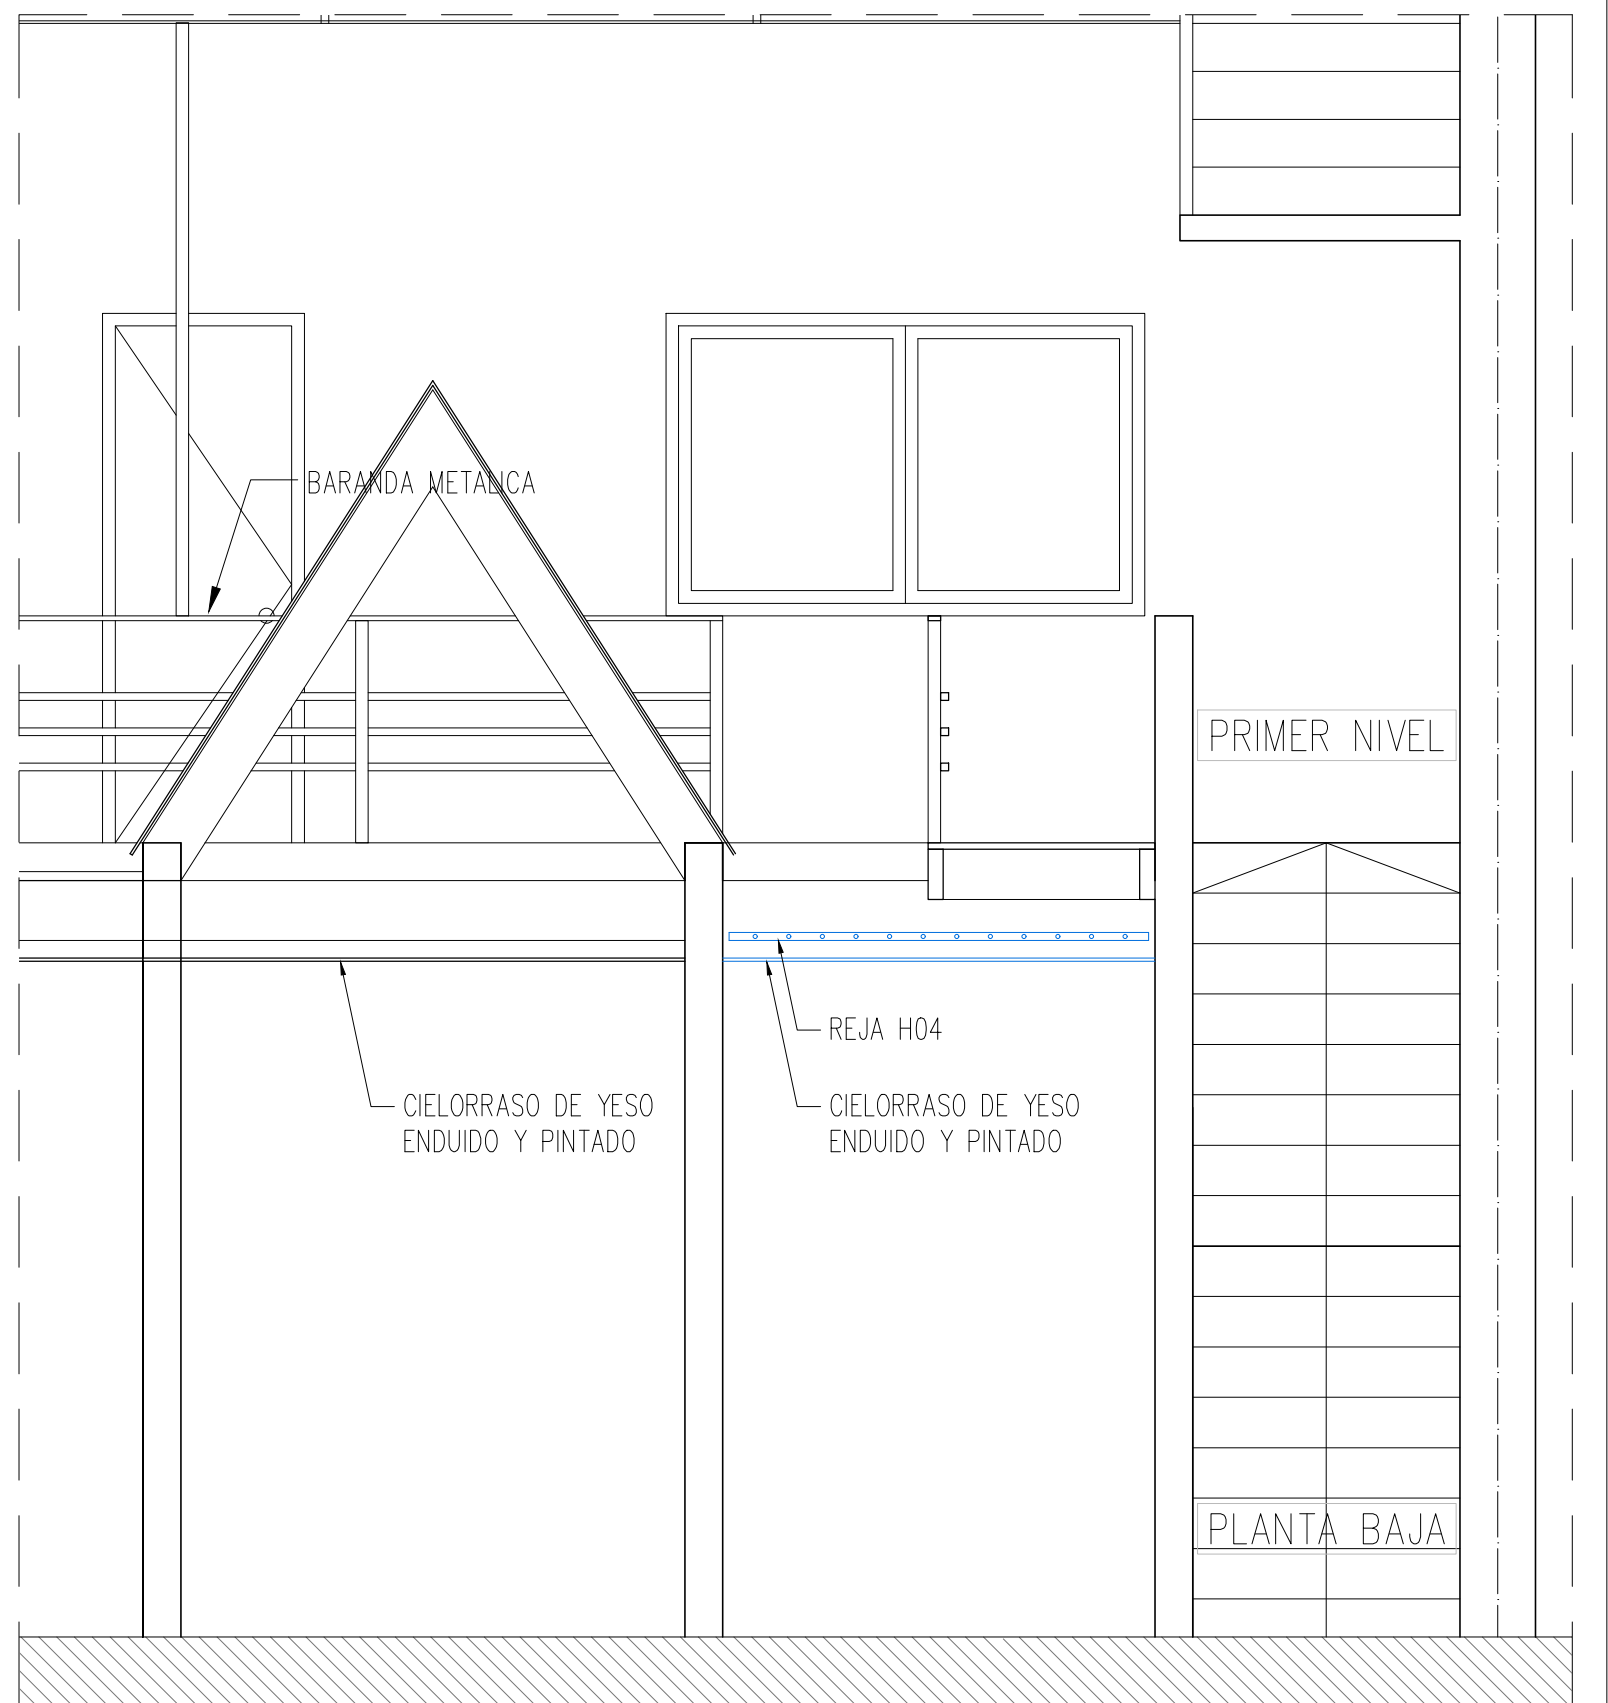 BARANDA METALICA
PRIMER NIVEL
REJA H04
CIELORRASO DE YESO
ENDUIDO Y PINTADO
CIELORRASO DE YESO
ENDUIDO Y PINTADO
PLANTA BAJA